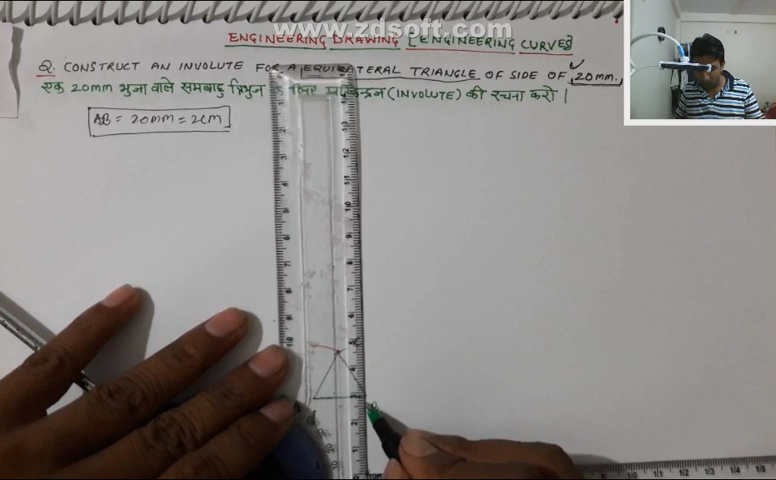 www.zdsoft.com
ENGINEERING DRAWING [ENGINEERING CURVES]
Q. CONSTRUCT AN INVOLUTE FOR A EQUILATERAL TRIANGLE OF SIDE OF 20mm.
एक 20mm भुजा वाले समबाहु त्रिभुज के लिए (INVOLUTE) की रचना करो |
AB = 20mm = 2cm